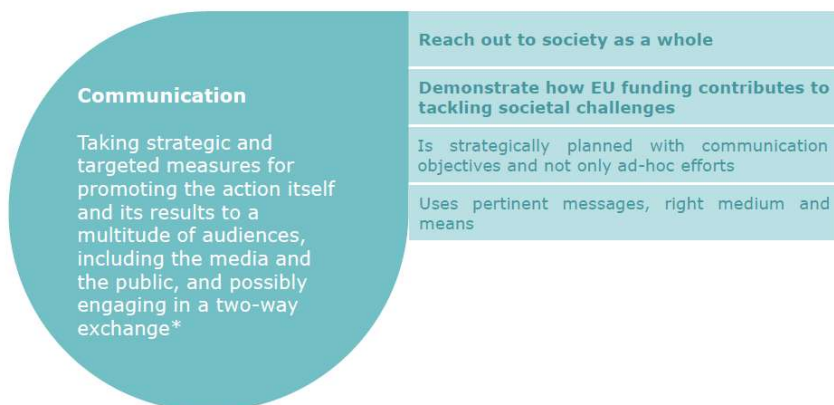 Communication
Taking strategic and
targeted measures for
promoting the action itself
and its results to a
multitude of audiences,
including the media and
the public, and possibly
engaging in a two-way
exchange*
Reach out to society as a whole
Demonstrate how EU funding contributes to
tackling societal challenges
Is strategically planned with communication
objectives and not only ad-hoc efforts
Uses pertinent messages, right medium and
means